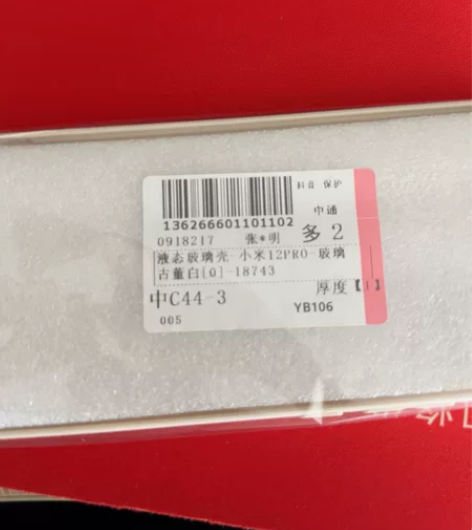 抖音 保护
136266601101102
中通
0918217 张*明 多 2
液态玻璃壳 小米12PRO-玻璃
古董白[0]-18743
厚度【1】
中C44-3
YB106
005